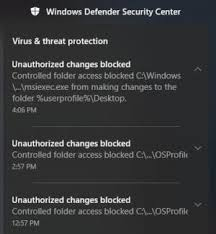 Windows Defender Security Center
Virus & threat protection
Unauthorized changes blocked
Controlled folder access blocked C:\Windows
\...\msiexec.exe from making changes to the
folder %userprofile%\Desktop.
4:06 PM
Unauthorized changes blocked
Controlled folder access blocked C:\...\OSProfile
2:57 PM
Unauthorized changes blocked
Controlled folder access blocked C:\...\OSProfile
12:57 PM